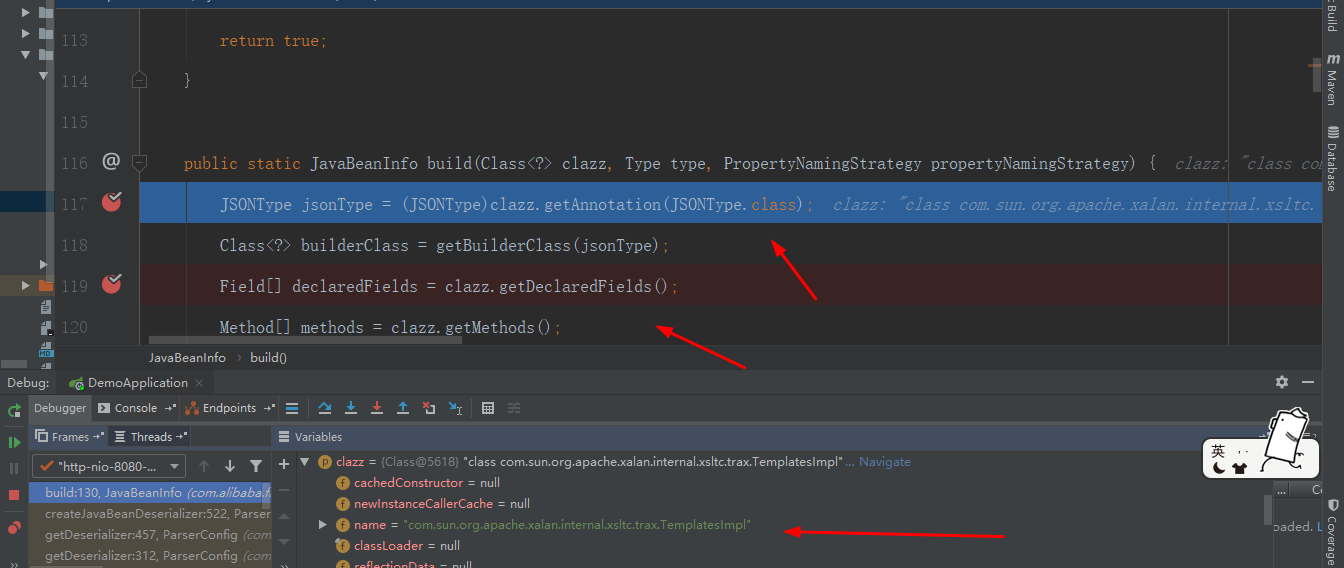 113 return true;
114 }
115
116 @ public static JavaBeanInfo build(Class<?> clazz, Type type, PropertyNamingStrategy propertyNamingStrategy) { clazz: "class com
117 JSONType jsonType = (JSONType)clazz.getAnnotation(JSONType.class); clazz: "class com.sun.org.apache.xalan.internal.xsltc.
118 Class<?> builderClass = getBuilderClass(jsonType);
119 Field[] declaredFields = clazz.getDeclaredFields();
120 Method[] methods = clazz.getMethods();
JavaBeanInfo › build()
Build
Maven
Database
Coverage
Debug: DemoApplication ×
Debugger Console Endpoints
Frames Threads Variables
"http-nio-8080-...
build:130, JavaBeanInfo (com.alibaba.f
createJavaBeanDeserializer:522, Parser
getDeserializer:457, ParserConfig (com
getDeserializer:312, ParserConfig (com
clazz = {Class@5618} "class com.sun.org.apache.xalan.internal.xsltc.trax.TemplatesImpl"... Navigate
cachedConstructor = null
newInstanceCallerCache = null
name = "com.sun.org.apache.xalan.internal.xsltc.trax.TemplatesImpl"
classLoader = null
reflectionData = null
英
... Co
oaded. L